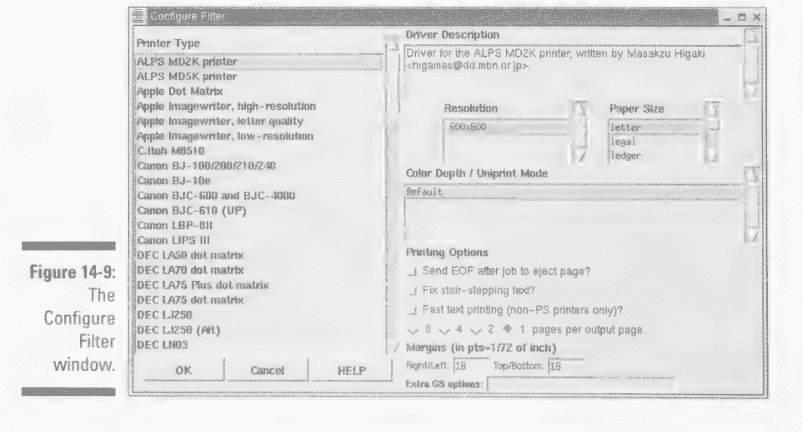 Configure Filter
Printer Type
ALPS MD2K printer
ALPS MD5K printer
Apple Dot Matrix
Apple Imagewriter, high-resolution
Apple Imagewriter, letter quality
Apple Imagewriter, low-resolution
C.Itoh M8510
Canon BJ-100/200/210/240
Canon BJ-10e
Canon BJC-600 and BJC-4000
Canon BJC-610 (UP)
Canon LBP-8II
Canon LIPS III
DEC LA50 dot matrix
DEC LA70 dot matrix
DEC LA75 Plus dot matrix
DEC LA75 dot matrix
DEC LJ250
DEC LJ250 (Alt)
DEC LN03
OK Cancel HELP
Driver Description
Driver for the ALPS MD2K printer, written by Masakzu Higaki
<higamas@dd.mbn.or.jp>.
Resolution
600x600
Paper Size
letter
legal
ledger
Color Depth / Uniprint Mode
Default
Printing Options
Send EOF after job to eject page?
Fix stair-stepping text?
Fast text printing (non-PS printers only)?
8 4 2 1 pages per output page.
Margins (in pts=1/72 of inch)
Right/Left: 18 Top/Bottom: 18
Extra GS options:
Figure 14-9:
The
Configure
Filter
window.